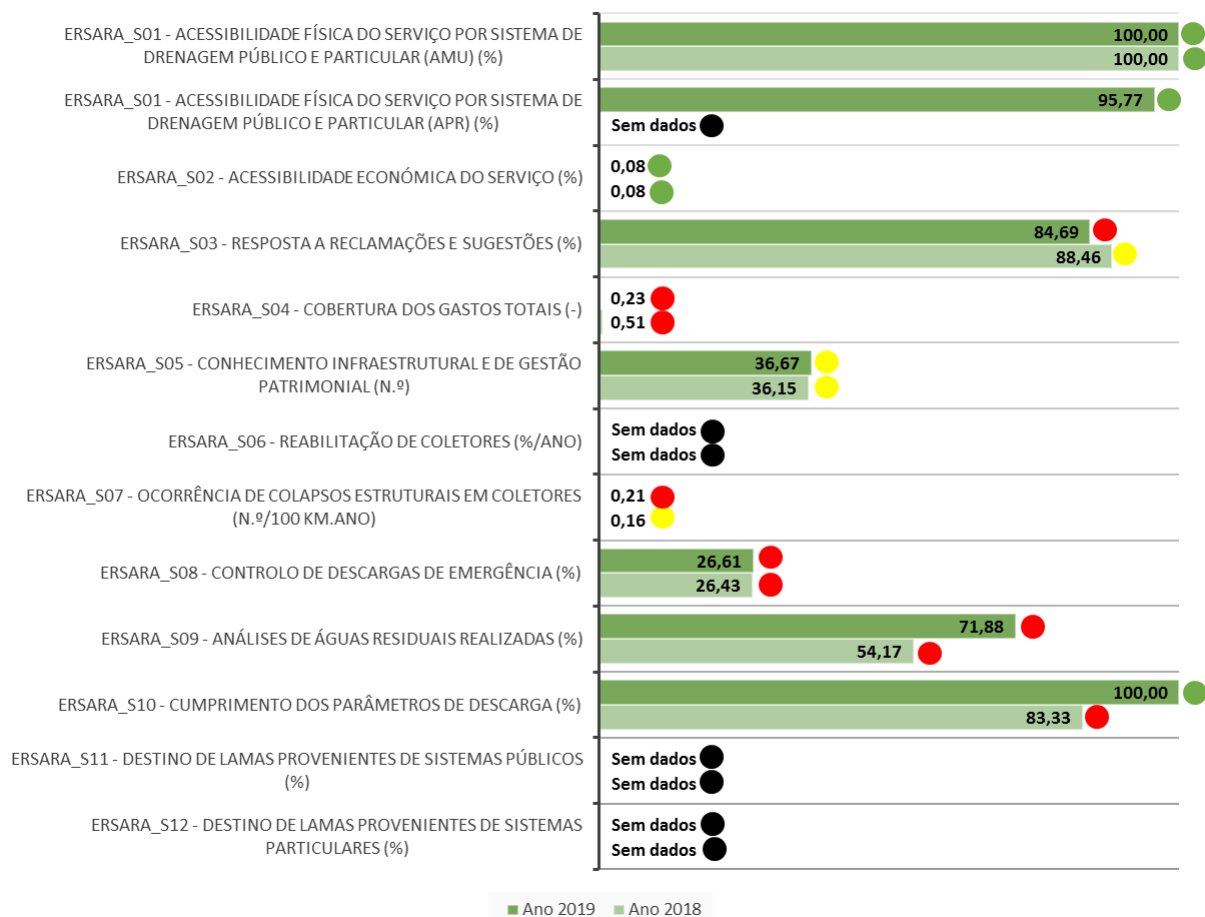 ERSARA_S01 - ACESSIBILIDADE FÍSICA DO SERVIÇO POR SISTEMA DE
DRENAGEM PÚBLICO E PARTICULAR (AMU) (%)
100,00
100,00
ERSARA_S01 - ACESSIBILIDADE FÍSICA DO SERVIÇO POR SISTEMA DE
DRENAGEM PÚBLICO E PARTICULAR (APR) (%)
95,77
Sem dados
ERSARA_S02 - ACESSIBILIDADE ECONÓMICA DO SERVIÇO (%)
0,08
0,08
ERSARA_S03 - RESPOSTA A RECLAMAÇÕES E SUGESTÕES (%)
84,69
88,46
ERSARA_S04 - COBERTURA DOS GASTOS TOTAIS (-)
0,23
0,51
ERSARA_S05 - CONHECIMENTO INFRAESTRUTURAL E DE GESTÃO
PATRIMONIAL (N.º)
36,67
36,15
ERSARA_S06 - REABILITAÇÃO DE COLETORES (%/ANO)
Sem dados
Sem dados
ERSARA_S07 - OCORRÊNCIA DE COLAPSOS ESTRUTURAIS EM COLETORES
(N.º/100 KM.ANO)
0,21
0,16
ERSARA_S08 - CONTROLO DE DESCARGAS DE EMERGÊNCIA (%)
26,61
26,43
ERSARA_S09 - ANÁLISES DE ÁGUAS RESIDUAIS REALIZADAS (%)
71,88
54,17
ERSARA_S10 - CUMPRIMENTO DOS PARÂMETROS DE DESCARGA (%)
100,00
83,33
ERSARA_S11 - DESTINO DE LAMAS PROVENIENTES DE SISTEMAS PÚBLICOS
(%)
Sem dados
Sem dados
ERSARA_S12 - DESTINO DE LAMAS PROVENIENTES DE SISTEMAS
PARTICULARES (%)
Sem dados
Sem dados
Ano 2019 Ano 2018